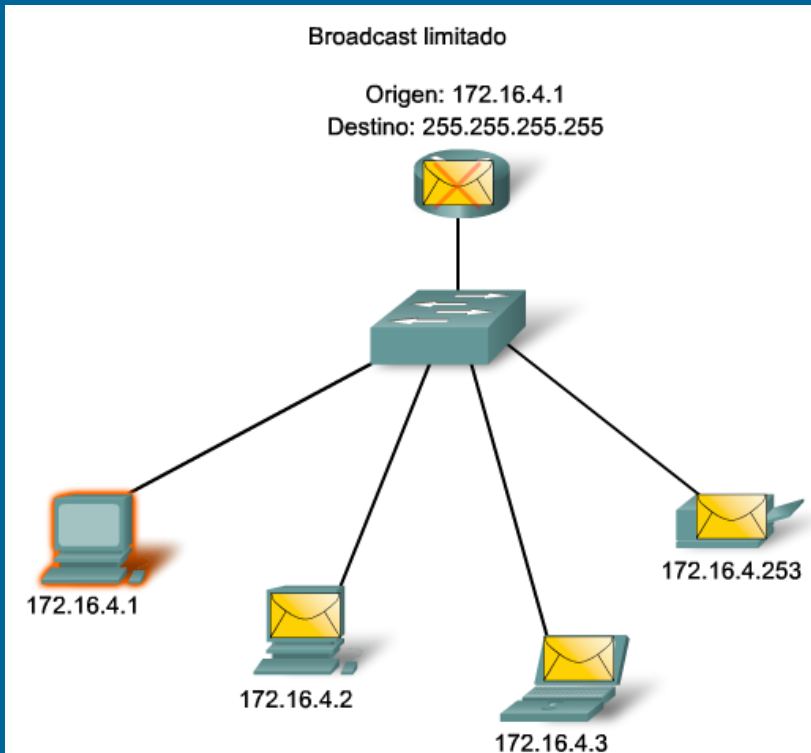 Broadcast limitado
Origen: 172.16.4.1
Destino: 255.255.255.255
172.16.4.1
172.16.4.2
172.16.4.3
172.16.4.253